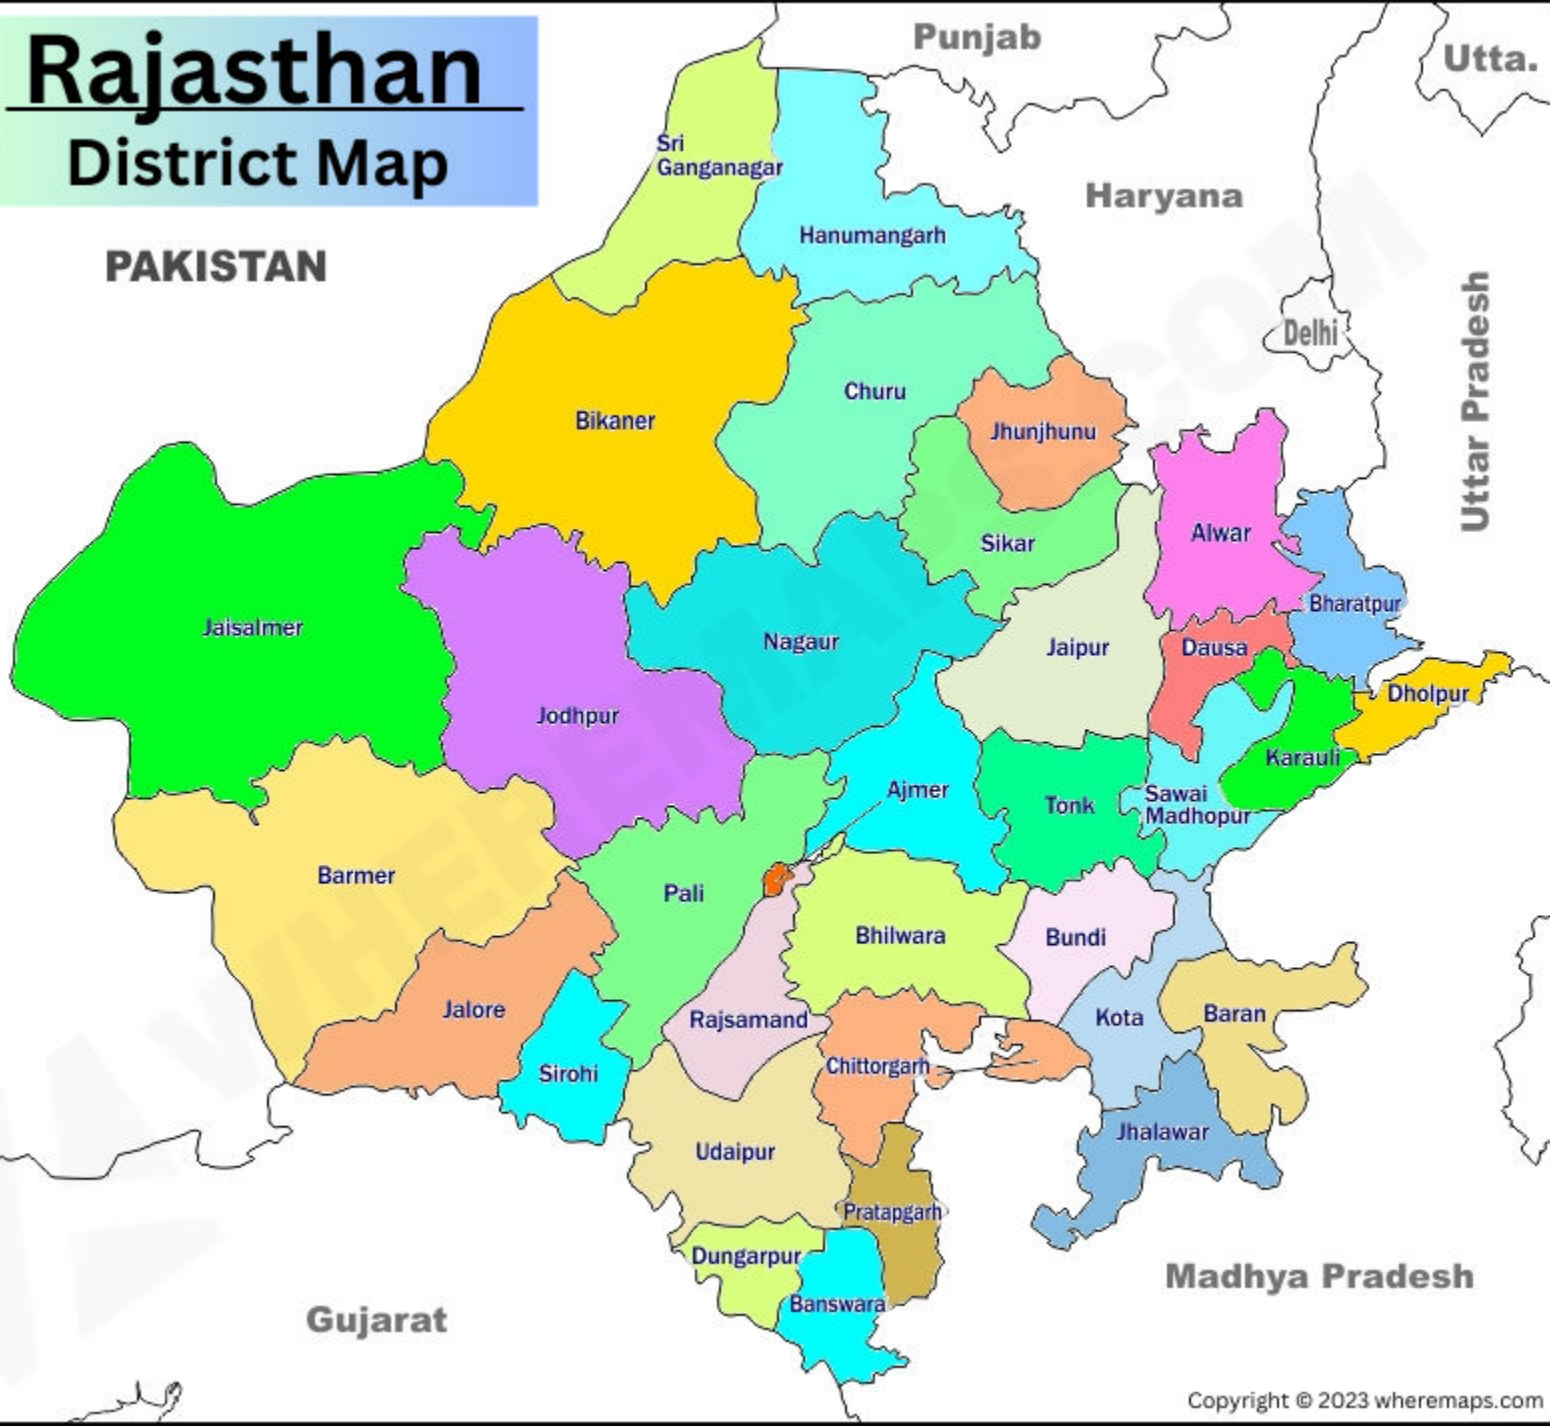 Rajasthan
District Map
Punjab
Utta.
Haryana
PAKISTAN
Delhi
Uttar Pradesh
Sri
Ganganagar
Hanumangarh
Bikaner
Churu
Jhunjhunu
Sikar
Alwar
Bharatpur
Jaisalmer
Nagaur
Jaipur
Dausa
Dholpur
Jodhpur
Karauli
Ajmer
Tonk
Sawai
Madhopur
Barmer
Pali
Bhilwara
Bundi
Jalore
Rajsamand
Kota
Baran
Sirohi
Chittorgarh
Jhalawar
Udaipur
Pratapgarh
Dungarpur
Banswara
Madhya Pradesh
Gujarat
Copyright © 2023 wheremaps.com
WHEREMAPS.COM